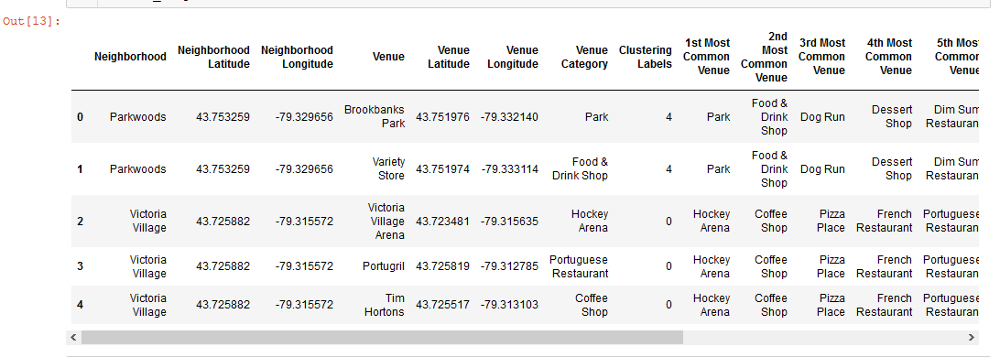 Out[13]:
Neighborhood Neighborhood Latitude Neighborhood Longitude Venue Venue Latitude Venue Longitude Venue Category Clustering Labels 1st Most Common Venue 2nd Most Common Venue 3rd Most Common Venue 4th Most Common Venue 5th Most Common Venue
0 Parkwoods 43.753259 -79.329656 Brookbanks Park 43.751976 -79.332140 Park 4 Park Food & Drink Shop Dog Run Dessert Shop Dim Sum Restauran
1 Parkwoods 43.753259 -79.329656 Variety Store 43.751974 -79.333114 Food & Drink Shop 4 Park Food & Drink Shop Dog Run Dessert Shop Dim Sum Restauran
2 Victoria Village 43.725882 -79.315572 Victoria Village Arena 43.723481 -79.315635 Hockey Arena 0 Hockey Arena Coffee Shop Pizza Place French Restaurant Portuguese Restauran
3 Victoria Village 43.725882 -79.315572 Portugril 43.725819 -79.312785 Portuguese Restaurant 0 Hockey Arena Coffee Shop Pizza Place French Restaurant Portuguese Restauran
4 Victoria Village 43.725882 -79.315572 Tim Hortons 43.725517 -79.313103 Coffee Shop 0 Hockey Arena Coffee Shop Pizza Place French Restaurant Portuguese Restauran